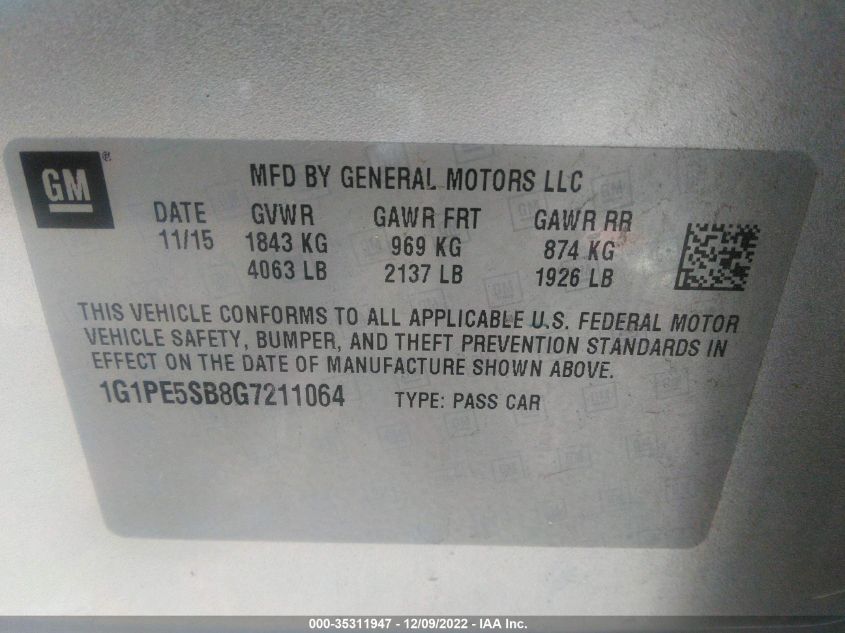 GM ®
MFD BY GENERAL MOTORS LLC
DATE GVWR GAWR FRT GAWR RR
11/15 1843 KG 969 KG 874 KG
4063 LB 2137 LB 1926 LB
THIS VEHICLE CONFORMS TO ALL APPLICABLE U.S. FEDERAL MOTOR
VEHICLE SAFETY, BUMPER, AND THEFT PREVENTION STANDARDS IN
EFFECT ON THE DATE OF MANUFACTURE SHOWN ABOVE.
1G1PE5SB8G7211064 TYPE: PASS CAR
000-35311947 - 12/09/2022 - IAA Inc.